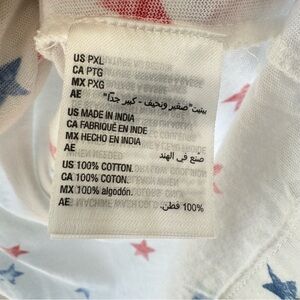 US PXL
CA PTG
MX PXG
AE
بيتيت"صغير ونحيف - كبير جدًا"
US MADE IN INDIA
CA FABRIQUÉ EN INDE
MX HECHO EN INDIA
AE
صنع في الهند
US 100% COTTON.
CA 100% COTON.
MX 100% algodón.
AE
100% قطن.